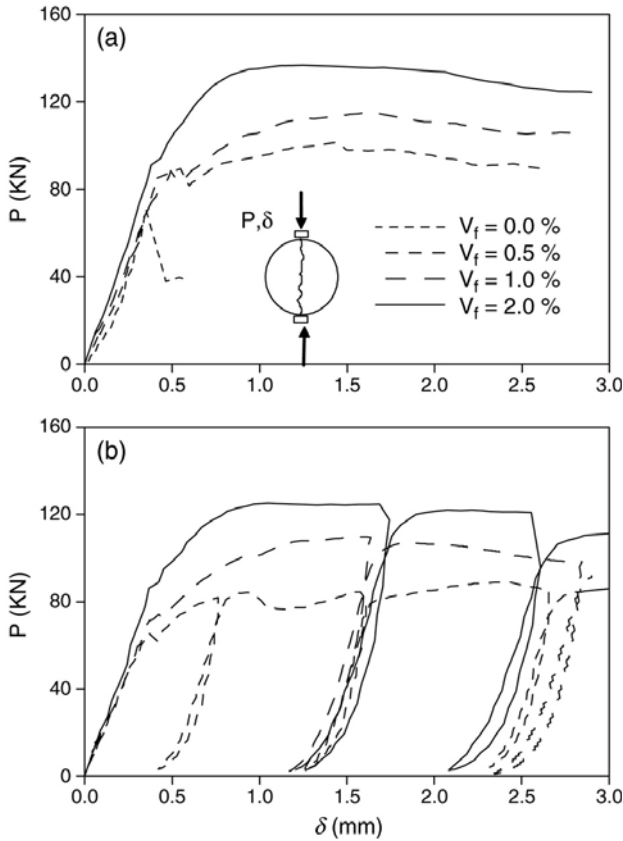 (a)
P (KN)
160
120
80
40
0
P,δ
V_f = 0.0 %
V_f = 0.5 %
V_f = 1.0 %
V_f = 2.0 %
0.0 0.5 1.0 1.5 2.0 2.5 3.0
(b)
P (KN)
160
120
80
40
0
0.0 0.5 1.0 1.5 2.0 2.5 3.0
δ (mm)